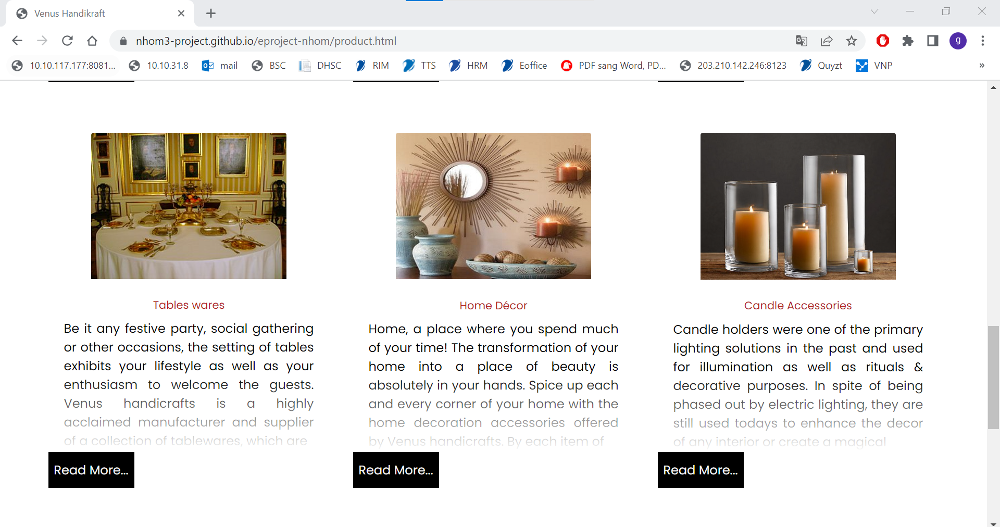 Venus Handikraft
nhom3-project.github.io/eproject-nhom/product.html
g
10.10.117.177:8081... 10.10.31.8 mail BSC DHSC RIM TTS HRM Eoffice PDF sang Word, PD... 203.210.142.246:8123 Quyzt VNP »
Tables wares
Be it any festive party, social gathering
or other occasions, the setting of tables
exhibits your lifestyle as well as your
enthusiasm to welcome the guests.
Venus handicrafts is a highly
acclaimed manufacturer and supplier
of a collection of tablewares, which are
Read More...
Home Décor
Home, a place where you spend much
of your time! The transformation of your
home into a place of beauty is
absolutely in your hands. Spice up each
and every corner of your home with the
home decoration accessories offered
by Venus handicrafts. By each item of
Read More...
Candle Accessories
Candle holders were one of the primary
lighting solutions in the past and used
for illumination as well as rituals &
decorative purposes. In spite of being
phased out by electric lighting, they are
still used todays to enhance the decor
of any interior or create a magical
Read More...